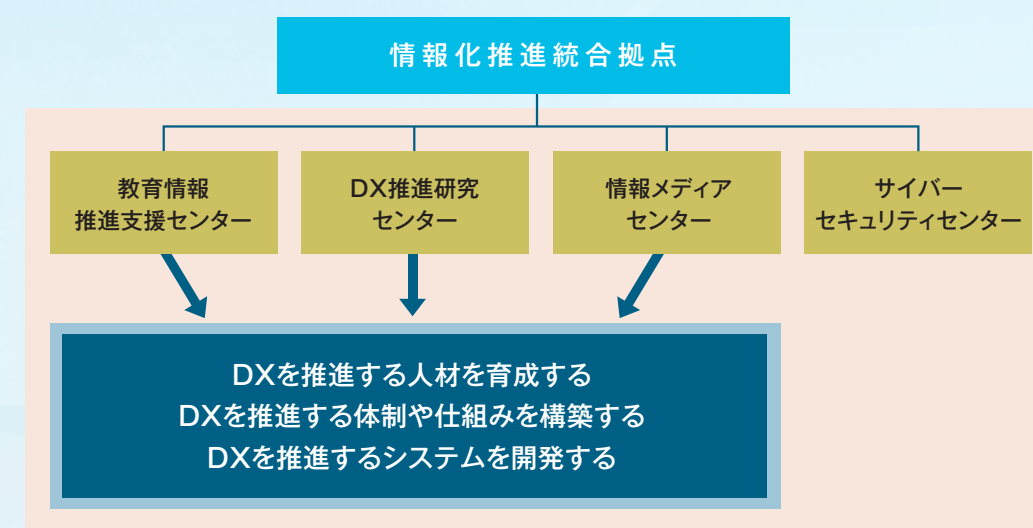 情報化推進統合拠点
教育情報
推進支援センター
DX推進研究
センター
情報メディア
センター
サイバー
セキュリティセンター
DXを推進する人材を育成する
DXを推進する体制や仕組みを構築する
DXを推進するシステムを開発する